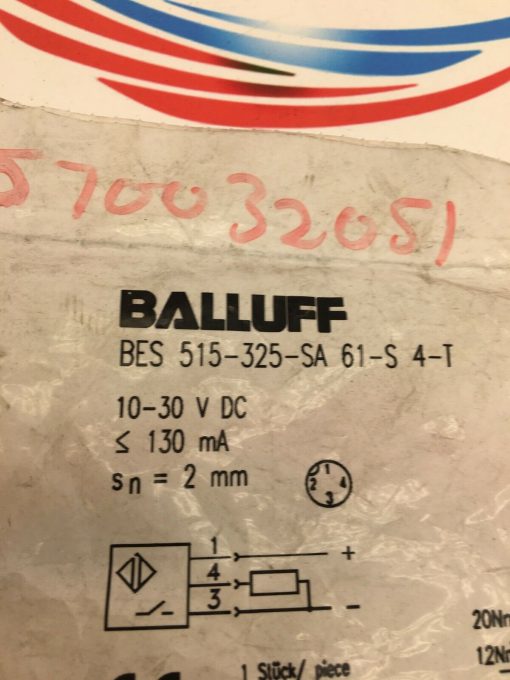 570032051
BALLUFF
BES 515-325-SA 61-S 4-T
10-30 V DC
≤ 130 mA
sn = 2 mm
1
2 4
3
1 +
4
3 -
20Nm
12Nm
1 Stück/ piece